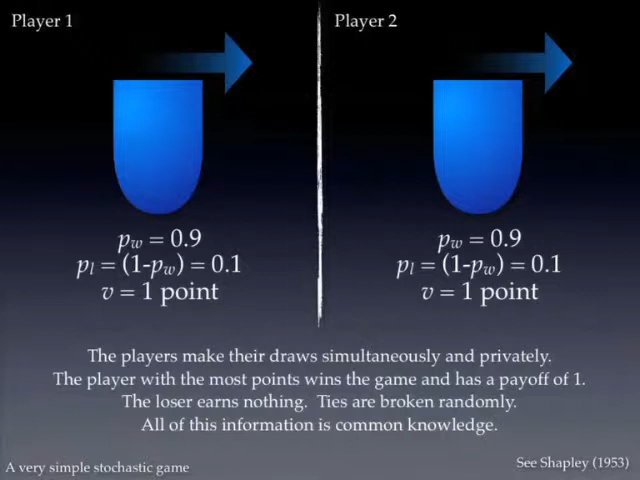 Player 1
Player 2
pw = 0.9
pl = (1-pw) = 0.1
v = 1 point
pw = 0.9
pl = (1-pw) = 0.1
v = 1 point
The players make their draws simultaneously and privately.
The player with the most points wins the game and has a payoff of 1.
The loser earns nothing. Ties are broken randomly.
All of this information is common knowledge.
A very simple stochastic game
See Shapley (1953)